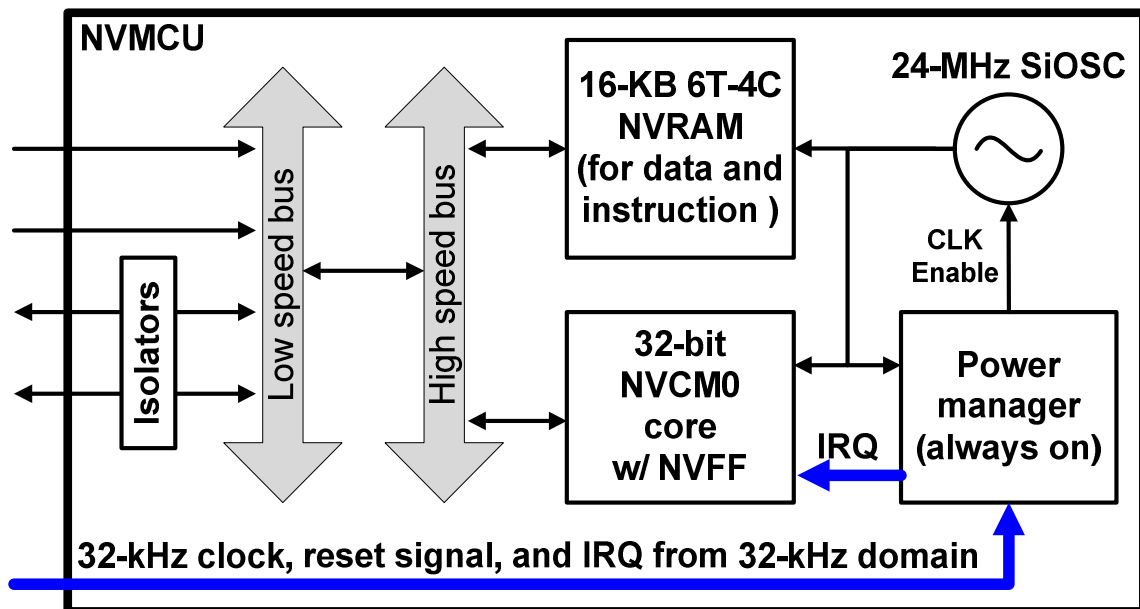 NVMCU
24-MHz SiOSC
16-KB 6T-4C
NVRAM
(for data and
instruction )
CLK
Enable
Low speed bus
High speed bus
Isolators
32-bit
NVCM0
core
w/ NVFF
Power
manager
(always on)
IRQ
32-kHz clock, reset signal, and IRQ from 32-kHz domain